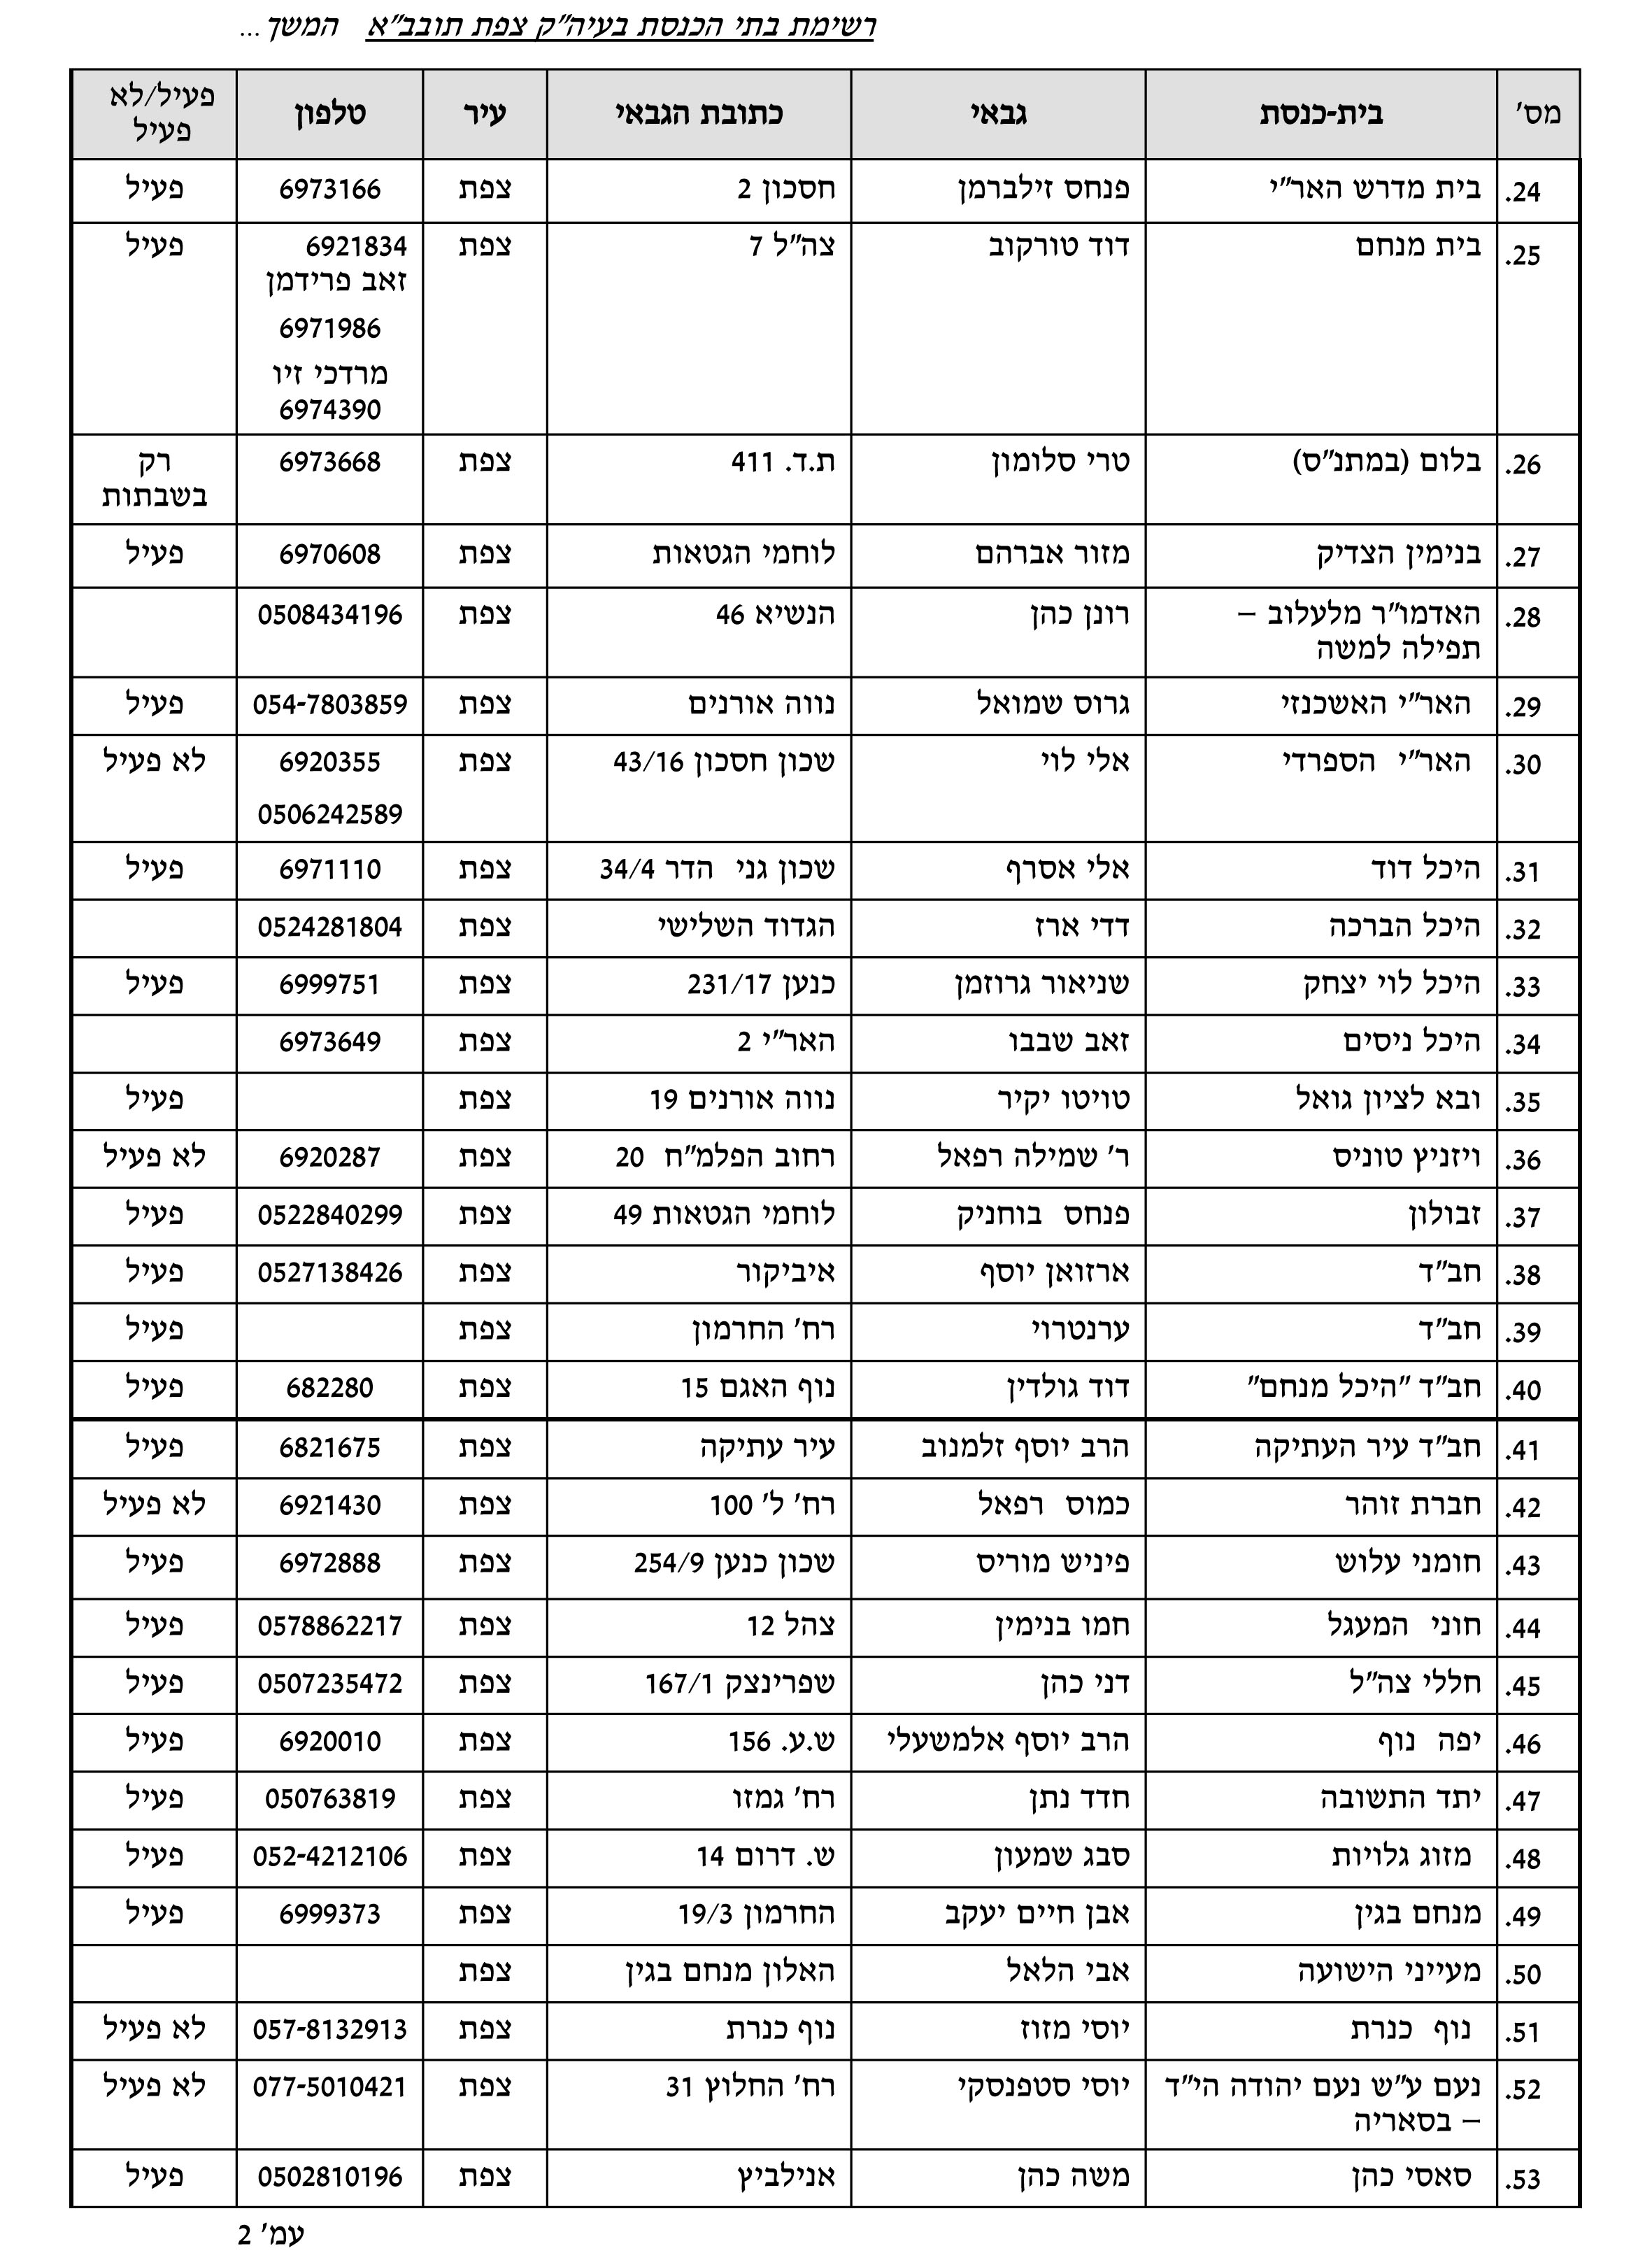 רשימת בתי הכנסת בעיה"ק צפת תובב"א המשך...
מס' בית-כנסת גבאי כתובת הגבאי עיר טלפון פעיל/לא
פעיל
24. בית מדרש האר"י פנחס זילברמן חסכון 2 צפת 6973166 פעיל
25. בית מנחם דוד טורקוב צה"ל 7 צפת 6921834 פעיל
זאב פרידמן
6971986
מרדכי זיו
6974390
26. בלום (במתנ"ס) טרי סלומון ת.ד. 411 צפת 6973668 רק
בשבתות
27. בנימין הצדיק מזור אברהם לוחמי הגטאות צפת 6970608 פעיל
28. האדמו"ר מלעלוב – רונן כהן הנשיא 46 צפת 0508434196
תפילה למשה
29. האר"י האשכנזי גרוס שמואל נווה אורנים צפת 054-7803859 פעיל
30. האר"י הספרדי אלי לוי שכון חסכון 43/16 צפת 6920355 לא פעיל
0506242589
31. היכל דוד אלי אסרף שכון גני הדר 34/4 צפת 6971110 פעיל
32. היכל הברכה דדי ארז הגדוד השלישי צפת 0524281804
33. היכל לוי יצחק שניאור גרוזמן כנען 231/17 צפת 6999751 פעיל
34. היכל ניסים זאב שבבו האר"י 2 צפת 6973649
35. ובא לציון גואל טויטו יקיר נווה אורנים 19 צפת פעיל
36. ויזניץ טוניס ר' שמילה רפאל רחוב הפלמ"ח 20 צפת 6920287 לא פעיל
37. זבולון פנחס בוחניק לוחמי הגטאות 49 צפת 0522840299 פעיל
38. חב"ד ארזואן יוסף איביקור צפת 0527138426 פעיל
39. חב"ד ערנטרוי רח' החרמון צפת פעיל
40. חב"ד "היכל מנחם" דוד גולדין נוף האגם 15 צפת 682280 פעיל
41. חב"ד עיר העתיקה הרב יוסף זלמנוב עיר עתיקה צפת 6821675 פעיל
42. חברת זוהר כמוס רפאל רח' ל' 100 צפת 6921430 לא פעיל
43. חומני עלוש פיניש מוריס שכון כנען 254/9 צפת 6972888 פעיל
44. חוני המעגל חמו בנימין צהל 12 צפת 0578862217 פעיל
45. חללי צה"ל דני כהן שפרינצק 167/1 צפת 0507235472 פעיל
46. יפה נוף הרב יוסף אלמשעלי ש.ע. 156 צפת 6920010 פעיל
47. יתד התשובה חדד נתן רח' גמזו צפת 050763819 פעיל
48. מזוג גלויות סבג שמעון ש. דרום 14 צפת 052-4212106 פעיל
49. מנחם בגין אבן חיים יעקב החרמון 19/3 צפת 6999373 פעיל
50. מעייני הישועה אבי הלאל האלון מנחם בגין צפת
51. נוף כנרת יוסי מזוז נוף כנרת צפת 057-8132913 לא פעיל
52. נעם ע"ש נעם יהודה הי"ד יוסי סטפנסקי רח' החלוץ 31 צפת 077-5010421 לא פעיל
– בסאריה
53. סאסי כהן משה כהן אנילביץ צפת 0502810196 פעיל
עמ' 2